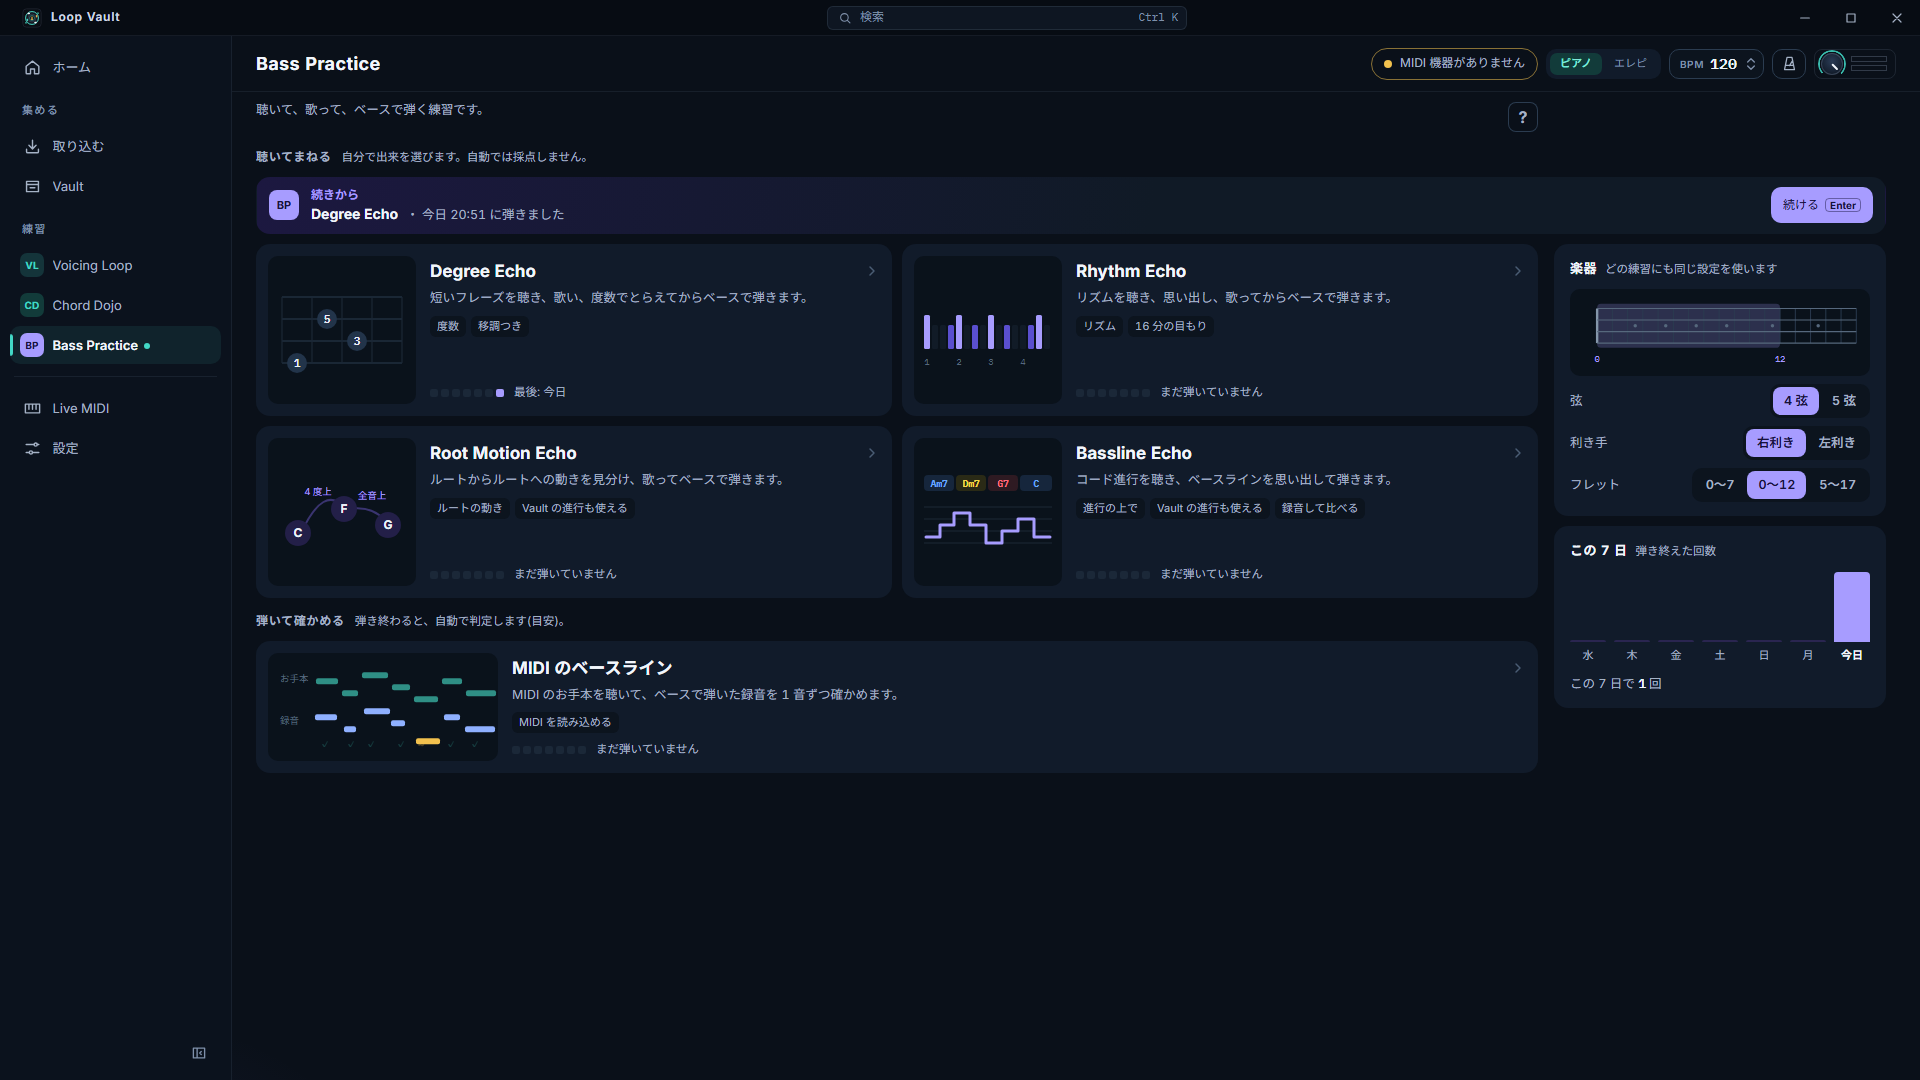 Loop Vault
検索
Ctrl K
ホーム
集める
取り込む
Vault
練習
VL Voicing Loop
CD Chord Dojo
BP Bass Practice
Live MIDI
設定
Bass Practice
MIDI 機器がありません
ピアノ エレピ
BPM 120
聴いて、歌って、ベースで弾く練習です。
?
聴いてまねる 自分で出来を選びます。自動では採点しません。
BP
続きから
Degree Echo ・ 今日 20:51 に弾きました
続ける Enter
5
3
1
Degree Echo
短いフレーズを聴き、歌い、度数でとらえてからベースで弾きます。
度数 移調つき
最後: 今日
1 2 3 4
Rhythm Echo
リズムを聴き、思い出し、歌ってからベースで弾きます。
リズム 16 分の目もり
まだ弾いていません
4 度上 全音上
C F G
Root Motion Echo
ルートからルートへの動きを見分け、歌ってベースで弾きます。
ルートの動き Vault の進行も使える
まだ弾いていません
Am7 Dm7 G7 C
Bassline Echo
コード進行を聴き、ベースラインを思い出して弾きます。
進行の上で Vault の進行も使える 録音して比べる
まだ弾いていません
弾いて確かめる 弾き終わると、自動で判定します(目安)。
お手本
録音
MIDI のベースライン
MIDI のお手本を聴いて、ベースで弾いた録音を 1 音ずつ確かめます。
MIDI を読み込める
まだ弾いていません
楽器 どの練習にも同じ設定を使います
0 12
弦 4 弦 5 弦
利き手 右利き 左利き
フレット 0〜7 0〜12 5〜17
この 7 日 弾き終えた回数
水 木 金 土 日 月 今日
この 7 日で 1 回